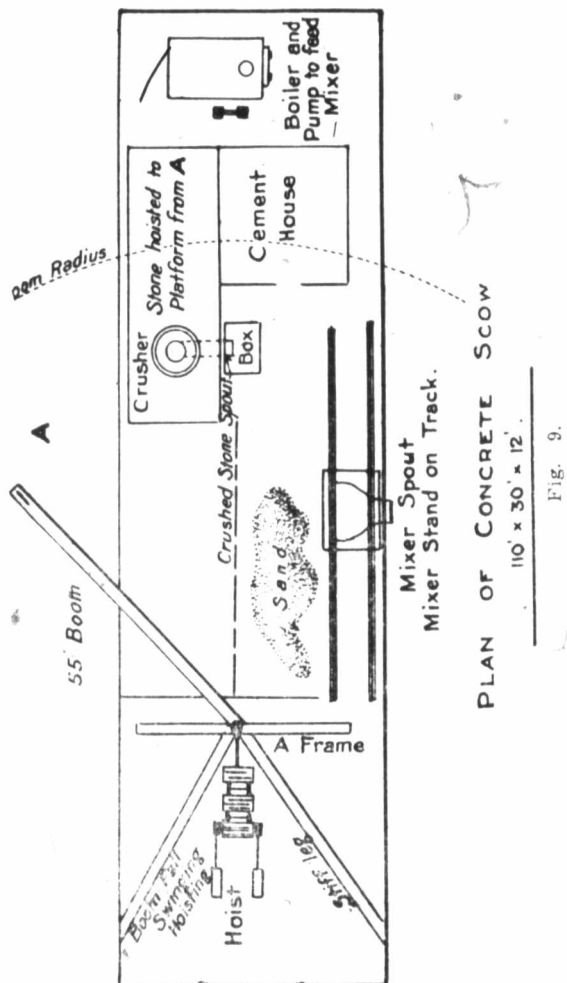 Boiler and
Pump to feed
Mixer
Stone hoisted to
Platform from A
Cement
House
Radius
Crusher
Box
Crushed Stone Spout
A
55' Boom
Sand
Mixer Spout
Mixer Stand on Track.
A Frame
Boom Fall
Swinging
Hoisting
Hoist
Stiff leg
PLAN OF CONCRETE SCOW
110' x 30' x 12'.
Fig. 9.